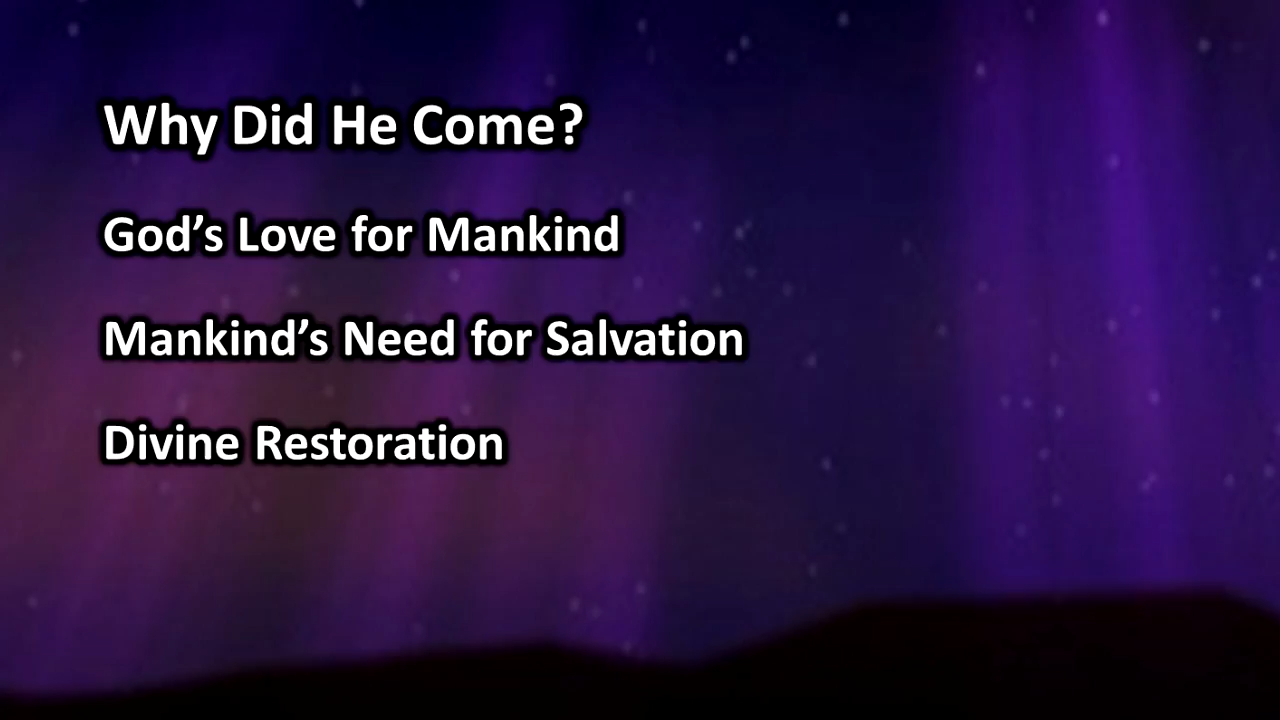 Why Did He Come?
God’s Love for Mankind
Mankind’s Need for Salvation
Divine Restoration